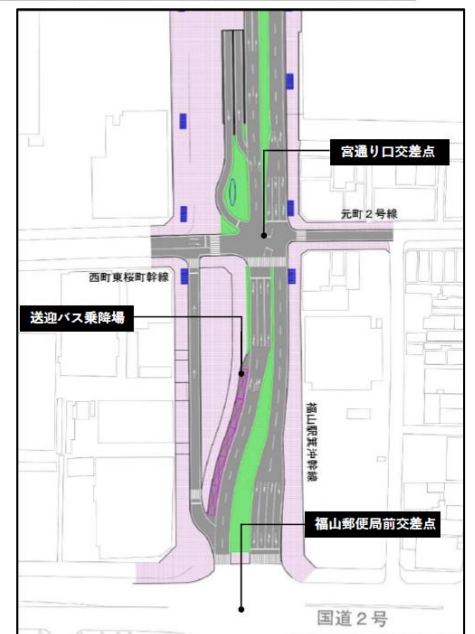 宮通り口交差点
元町２号線
西町東桜町幹線
送迎バス乗降場
福山駅箕沖幹線
福山郵便局前交差点
国道２号